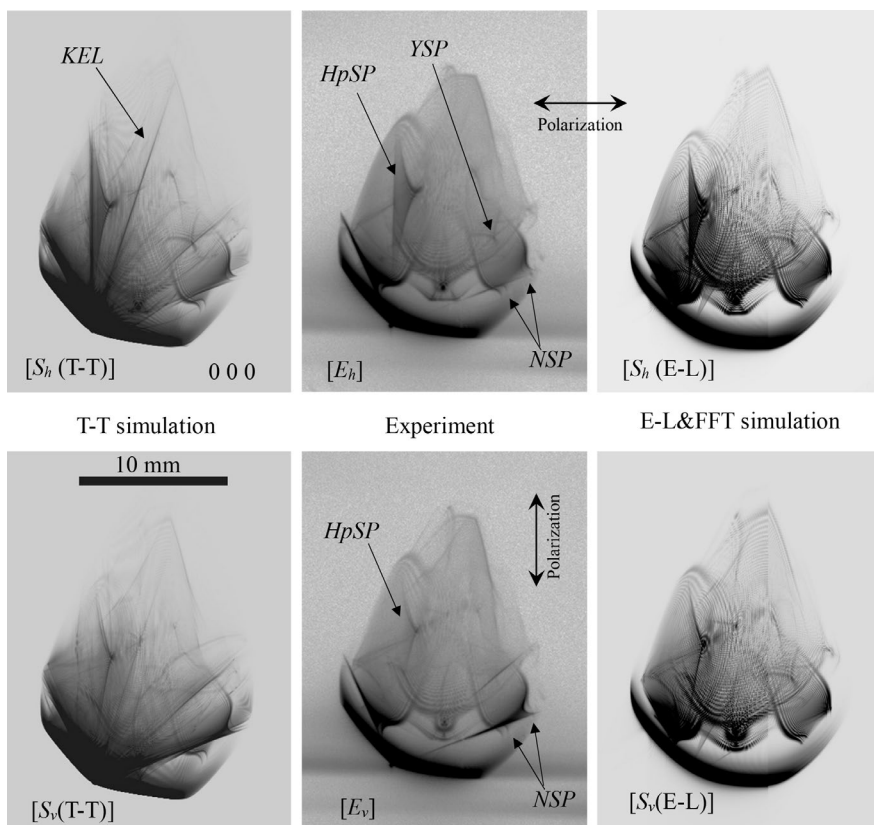 KEL
HpSP
YSP
Polarization
[Sh (T-T)]
0 0 0
[Eh]
NSP
[Sh (E-L)]
T-T simulation
Experiment
E-L&FFT simulation
10 mm
HpSP
Polarization
[Sv(T-T)]
[Ev]
NSP
[Sv(E-L)]